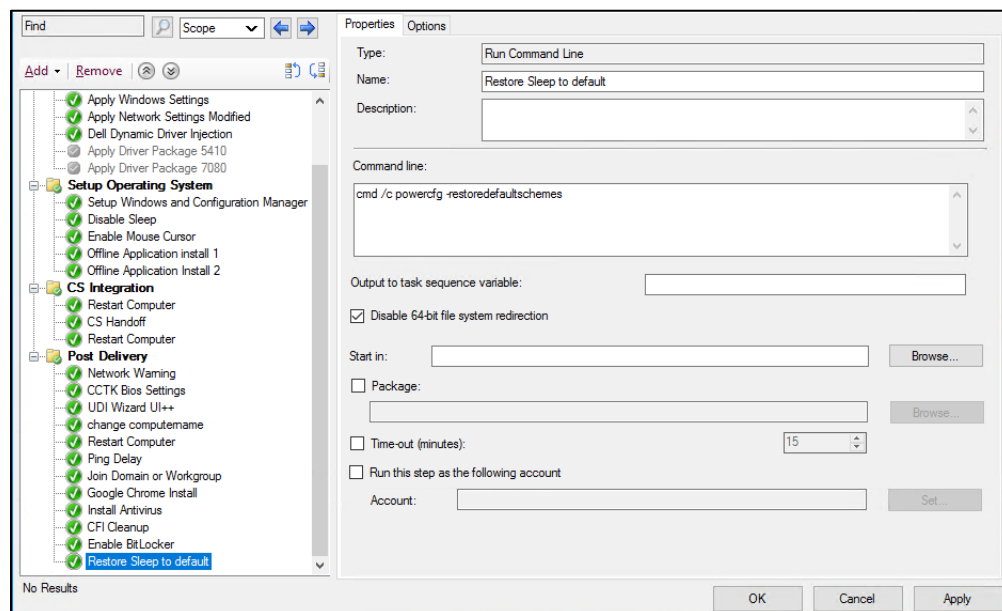 Find
Scope
Add
Remove
Apply Windows Settings
Apply Network Settings Modified
Dell Dynamic Driver Injection
Apply Driver Package 5410
Apply Driver Package 7080
Setup Operating System
Setup Windows and Configuration Manager
Disable Sleep
Enable Mouse Cursor
Offline Application install 1
Offline Application Install 2
CS Integration
Restart Computer
CS Handoff
Restart Computer
Post Delivery
Network Warning
CCTK Bios Settings
UDI Wizard UI++
change computername
Restart Computer
Ping Delay
Join Domain or Workgroup
Google Chrome Install
Install Antivirus
CFI Cleanup
Enable BitLocker
Restore Sleep to default
No Results
Properties
Options
Type:
Run Command Line
Name:
Restore Sleep to default
Description:
Command line:
cmd /c powercfg -restoredefaultschemes
Output to task sequence variable:
Disable 64-bit file system redirection
Start in:
Browse...
Package:
Browse...
Time-out (minutes):
15
Run this step as the following account
Account:
Set...
OK
Cancel
Apply